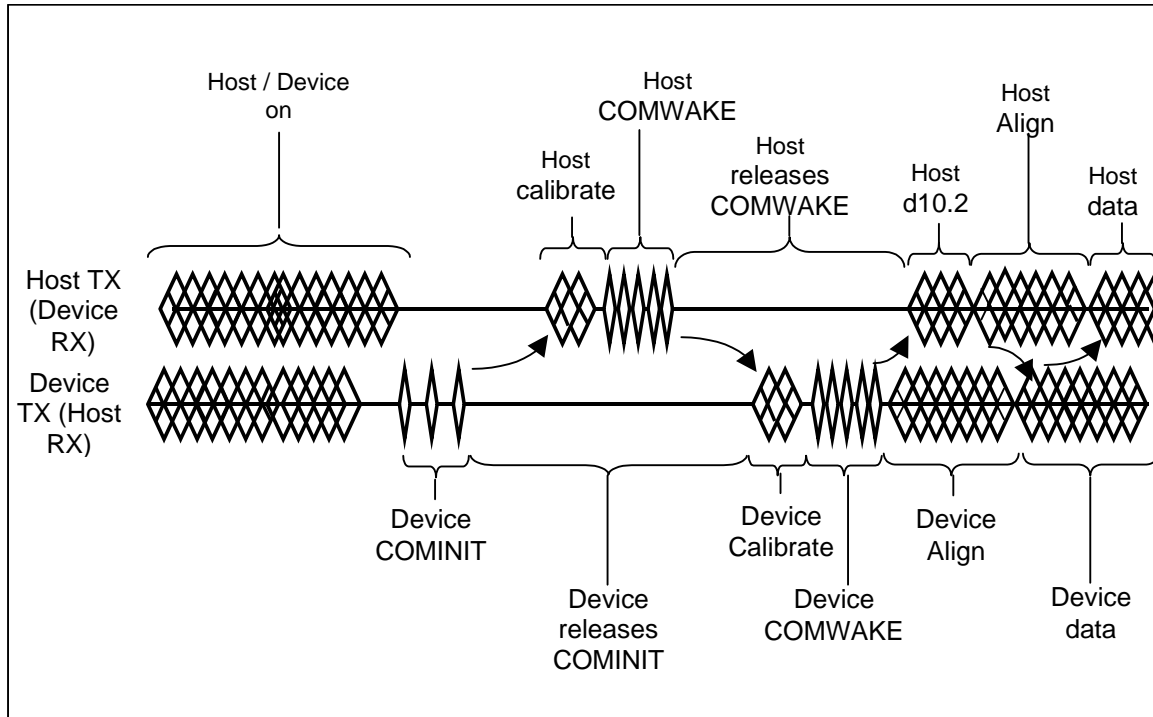 Host / Device
on
Host
COMWAKE
Host
calibrate
Host
releases
COMWAKE
Host
d10.2
Host
Align
Host
data
Host TX
(Device
RX)
Device
TX (Host
RX)
Device
COMINIT
Device
releases
COMINIT
Device
Calibrate
Device
COMWAKE
Device
Align
Device
data